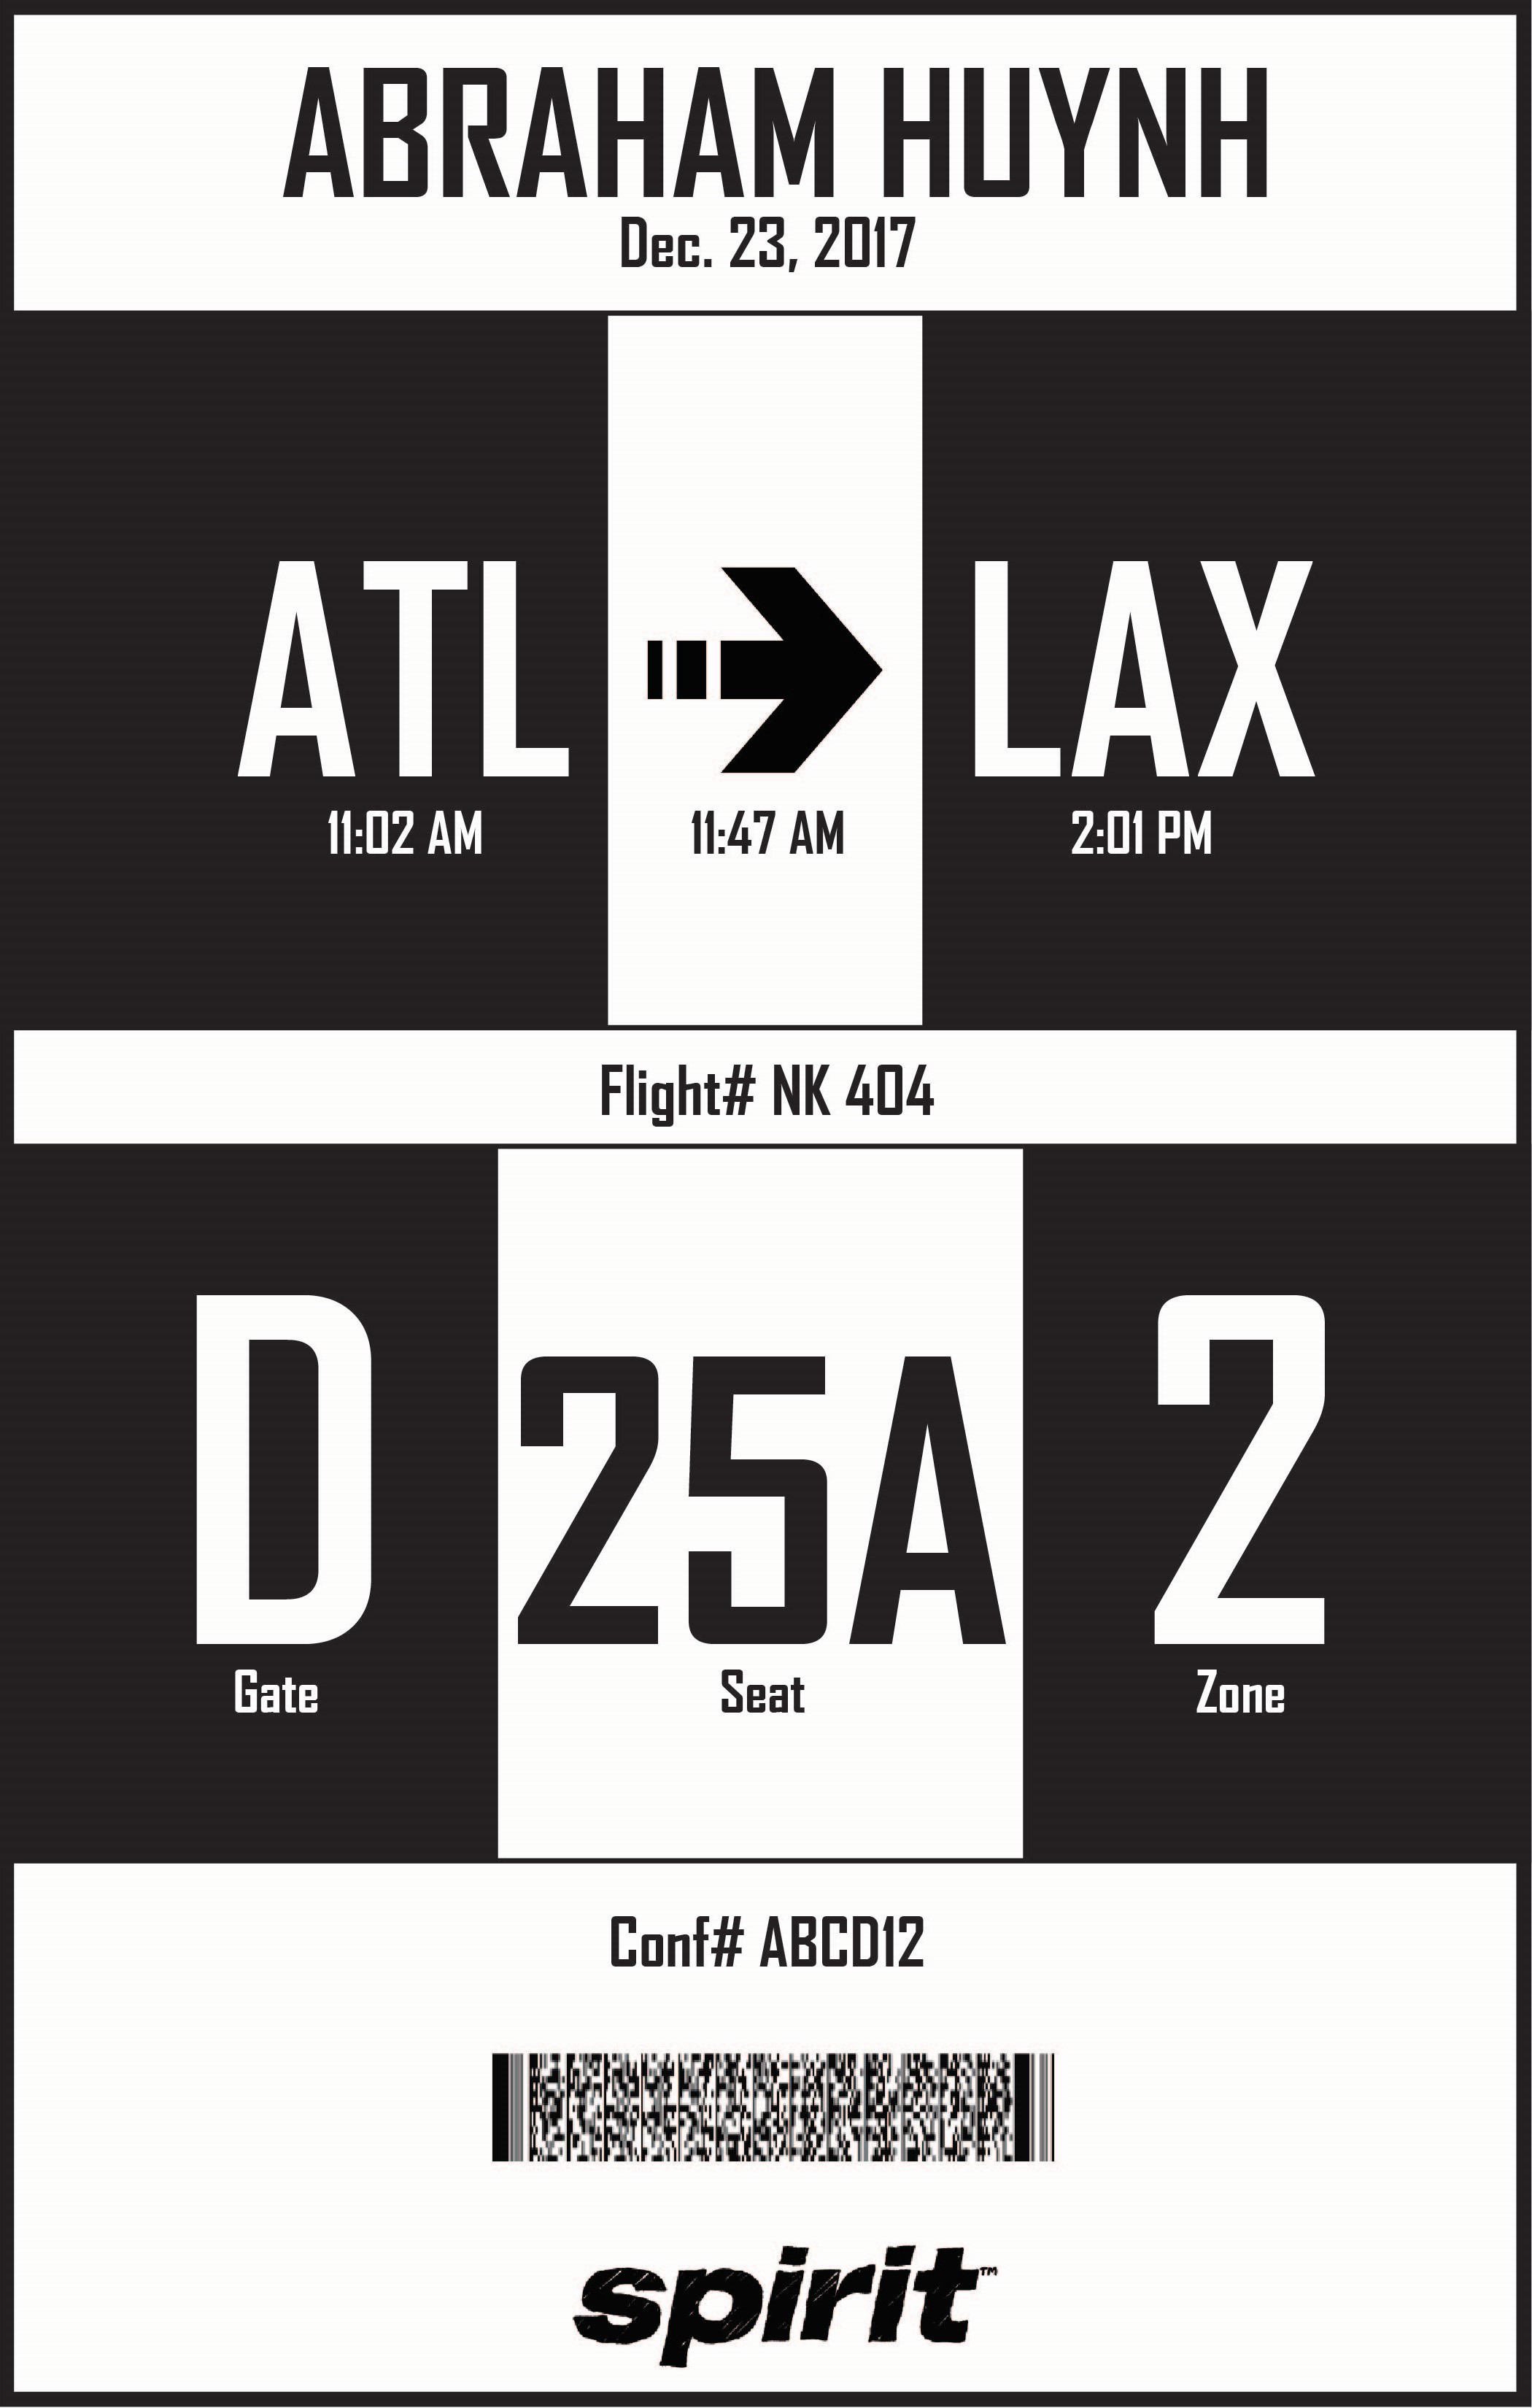 ABRAHAM HUYNH
Dec. 23, 2017
ATL LAX
11:02 AM 11:47 AM 2:01 PM
Flight# NK 404
D 25A 2
Gate Seat Zone
Conf# ABCD12
spirit™